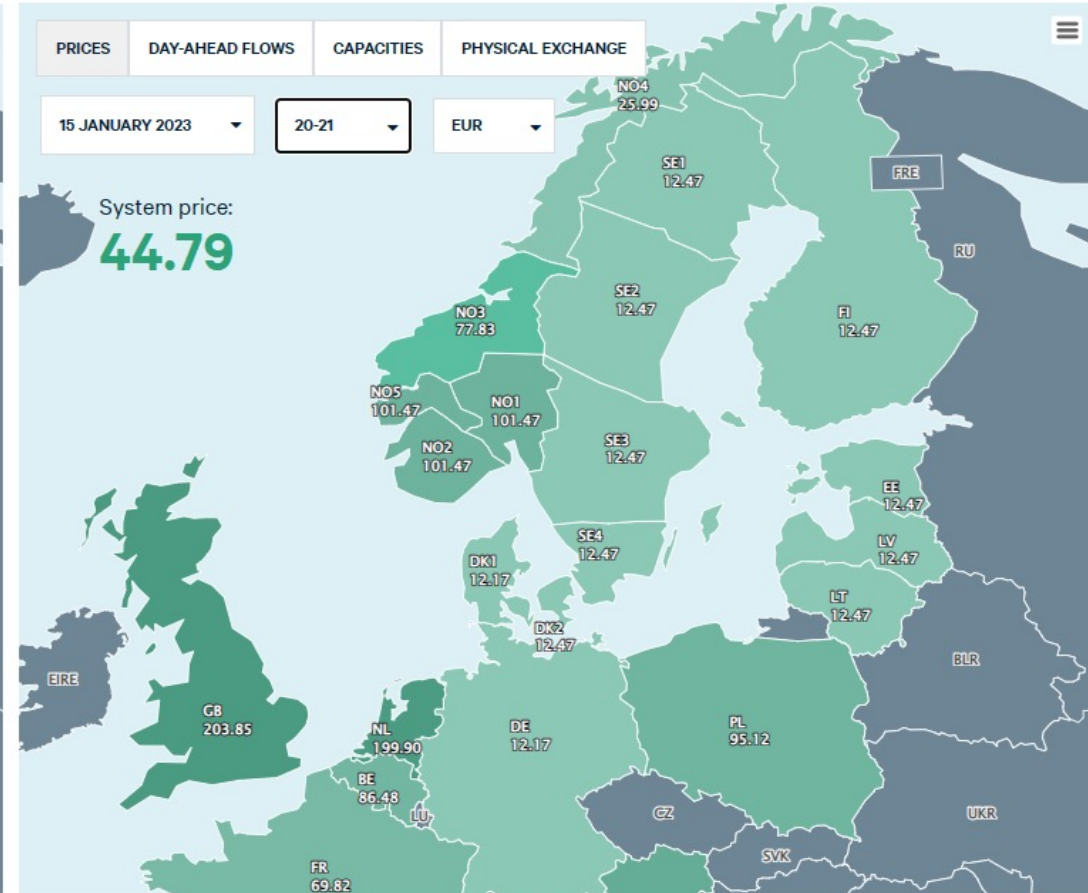 PRICES
DAY-AHEAD FLOWS
CAPACITIES
PHYSICAL EXCHANGE
15 JANUARY 2023
20-21
EUR
System price:
44.79
NO4
25.99
SE1
12.47
FRE
RU
SE2
12.47
NO3
77.83
FI
12.47
NO5
101.47
NO1
101.47
NO2
101.47
SE3
12.47
EE
12.47
SE4
12.47
LV
12.47
DK1
12.17
LT
12.47
DK2
12.47
BLR
EIRE
GB
203.85
NL
199.90
DE
12.17
PL
95.12
BE
86.48
LU
CZ
UKR
SVK
FR
69.82